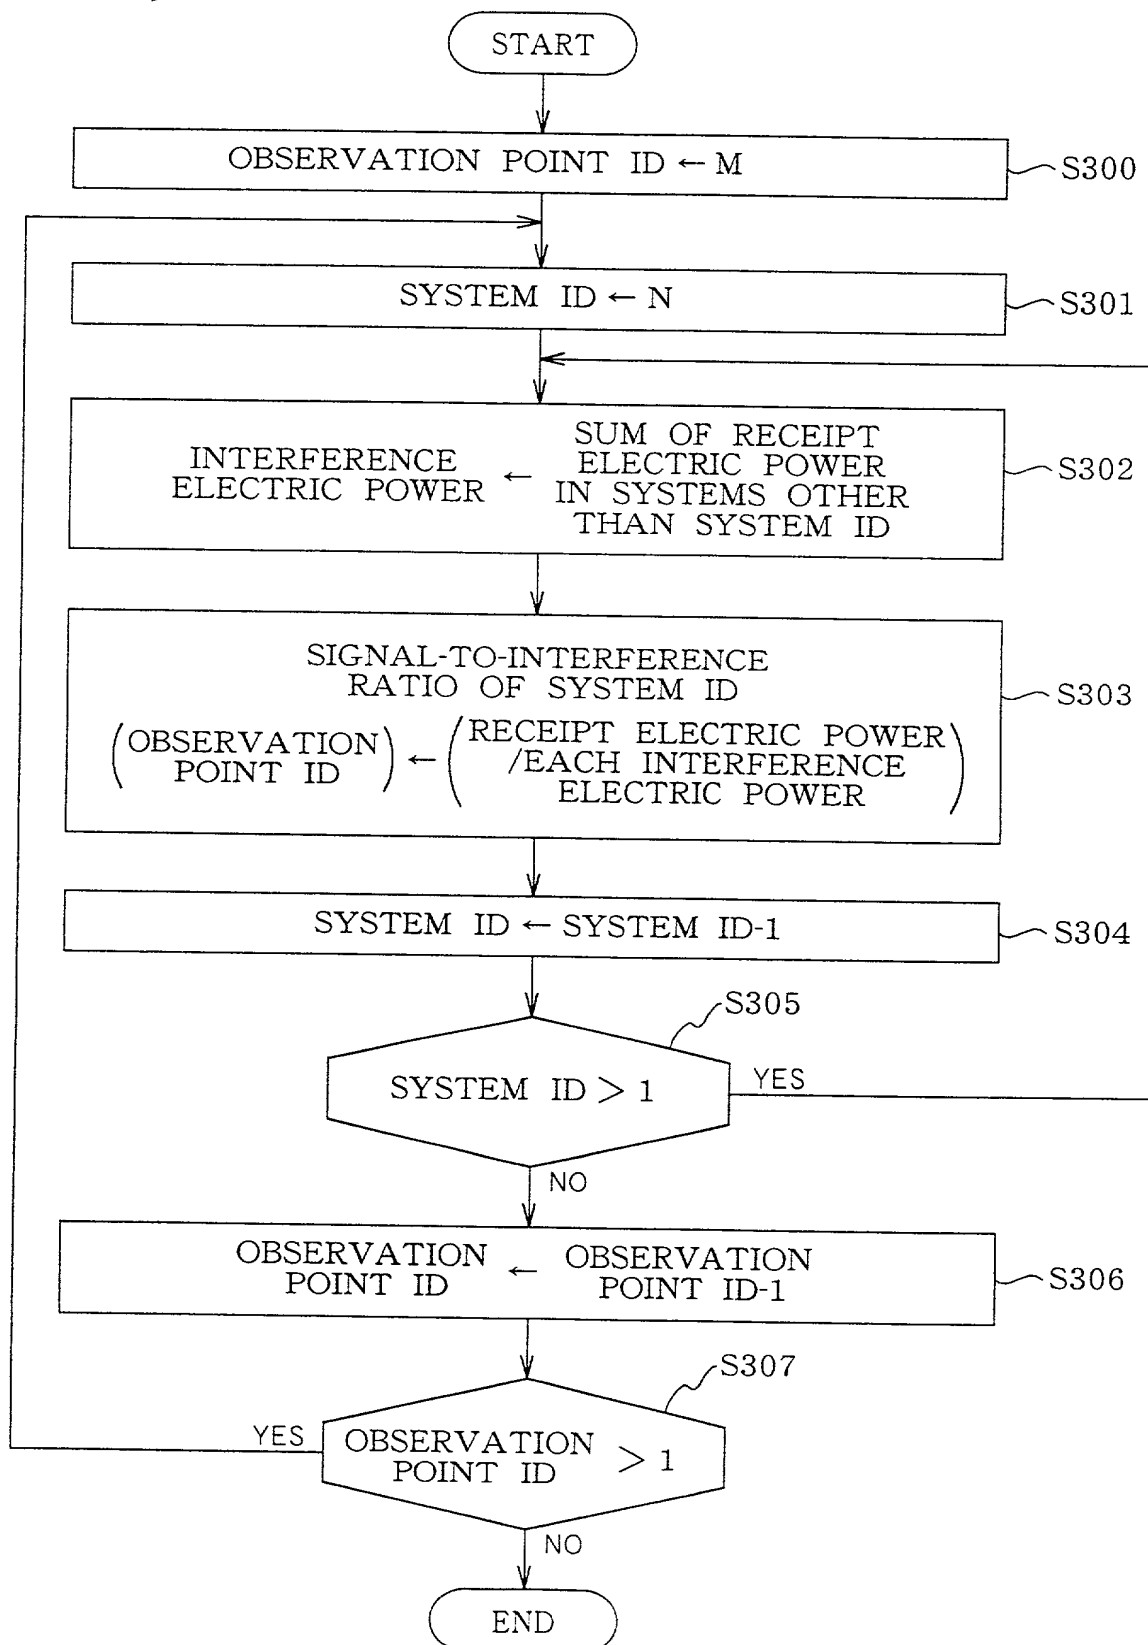 START
OBSERVATION POINT ID ← M
S300
SYSTEM ID ← N
S301
INTERFERENCE
ELECTRIC POWER
←
SUM OF RECEIPT
ELECTRIC POWER
IN SYSTEMS OTHER
THAN SYSTEM ID
S302
SIGNAL-TO-INTERFERENCE
RATIO OF SYSTEM ID
(OBSERVATION
POINT ID)
←
(RECEIPT ELECTRIC POWER
/EACH INTERFERENCE
ELECTRIC POWER)
S303
SYSTEM ID ← SYSTEM ID-1
S304
S305
SYSTEM ID > 1
YES
NO
OBSERVATION
POINT ID
←
OBSERVATION
POINT ID-1
S306
S307
YES
OBSERVATION
POINT ID
> 1
NO
END